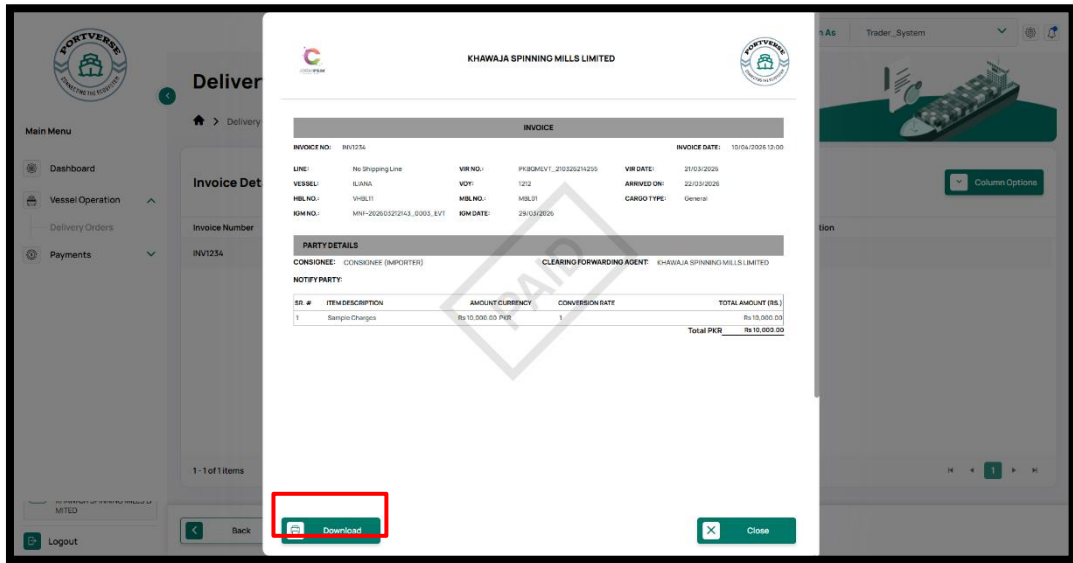 PORTVERSE
CONNECTING THE ECOSYSTEM
Main Menu
Dashboard
Vessel Operation
Delivery Orders
Payments
MITED
Logout
Deliver
Delivery
Trader_System
Invoice Det
Column Options
Invoice Number
INV1234
1 - 1 of 1 items
1
Back
KHAWAJA SPINNING MILLS LIMITED
PORTVERSE
INVOICE
INVOICE NO: INV1234 INVOICE DATE: 10/04/2026 12:00
LINE: No Shipping Line VIR NO.: PKBQMEVT_210326214255 VIR DATE: 21/03/2026
VESSEL: ILIANA VOY: 1212 ARRIVED ON: 22/03/2026
HBL NO.: VHBL11 MBL NO.: MBL01 CARGO TYPE: General
IGM NO.: MNF-202603212143_0003_EVT IGM DATE: 29/03/2026
PARTY DETAILS
CONSIGNEE: CONSIGNEE (IMPORTER) CLEARING FORWARDING AGENT: KHAWAJA SPINNING MILLS LIMITED
NOTIFY PARTY:
SR. # ITEM DESCRIPTION AMOUNT CURRENCY CONVERSION RATE TOTAL AMOUNT (RS.)
1 Sample Charges Rs 10,000.00 PKR 1 Rs 10,000.00
Total PKR Rs 10,000.00
PAID
Download
Close